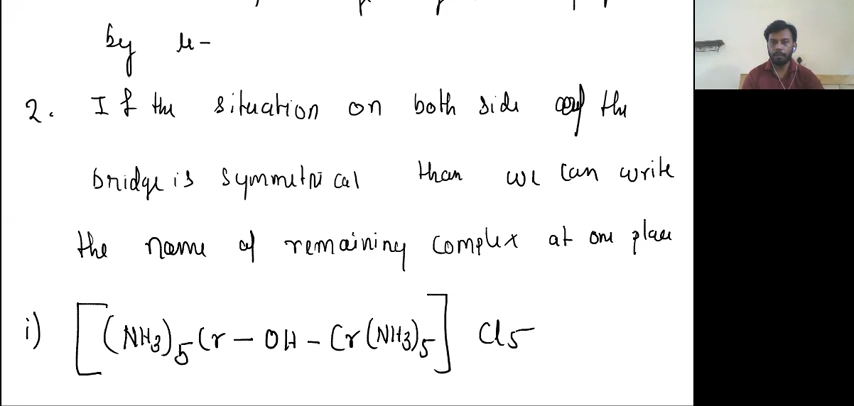 by μ-
2. If the situation on both side of the
bridge is symmetrical than we can write
the name of remaining complex at one place
i) [(NH3)5Cr – OH – Cr(NH3)5] Cl5